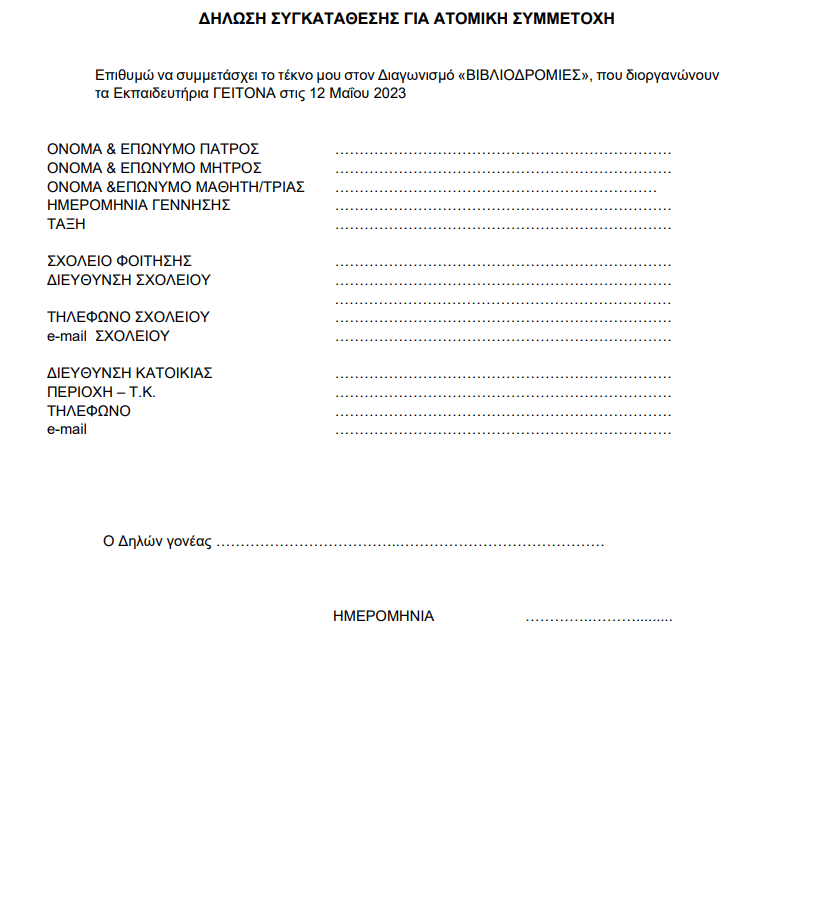 ΔΗΛΩΣΗ ΣΥΓΚΑΤΑΘΕΣΗΣ ΓΙΑ ΑΤΟΜΙΚΗ ΣΥΜΜΕΤΟΧΗ
Επιθυμώ να συμμετάσχει το τέκνο μου στον Διαγωνισμό «ΒΙΒΛΙΟΔΡΟΜΙΕΣ», που διοργανώνουν
τα Εκπαιδευτήρια ΓΕΙΤΟΝΑ στις 12 Μαΐου 2023
ΟΝΟΜΑ & ΕΠΩΝΥΜΟ ΠΑΤΡΟΣ ……………………………………………………………
ΟΝΟΜΑ & ΕΠΩΝΥΜΟ ΜΗΤΡΟΣ ……………………………………………………………
ΟΝΟΜΑ &ΕΠΩΝΥΜΟ ΜΑΘΗΤΗ/ΤΡΙΑΣ …………………………………………………………
ΗΜΕΡΟΜΗΝΙΑ ΓΕΝΝΗΣΗΣ ……………………………………………………………
ΤΑΞΗ ……………………………………………………………
ΣΧΟΛΕΙΟ ΦΟΙΤΗΣΗΣ ……………………………………………………………
ΔΙΕΥΘΥΝΣΗ ΣΧΟΛΕΙΟΥ ……………………………………………………………
……………………………………………………………
ΤΗΛΕΦΩΝΟ ΣΧΟΛΕΙΟΥ ……………………………………………………………
e-mail ΣΧΟΛΕΙΟΥ ……………………………………………………………
ΔΙΕΥΘΥΝΣΗ ΚΑΤΟΙΚΙΑΣ ……………………………………………………………
ΠΕΡΙΟΧΗ – Τ.Κ. ……………………………………………………………
ΤΗΛΕΦΩΝΟ ……………………………………………………………
e-mail ……………………………………………………………
Ο Δηλών γονέας ………………………………..……………………………………
ΗΜΕΡΟΜΗΝΙΑ …………..……….........